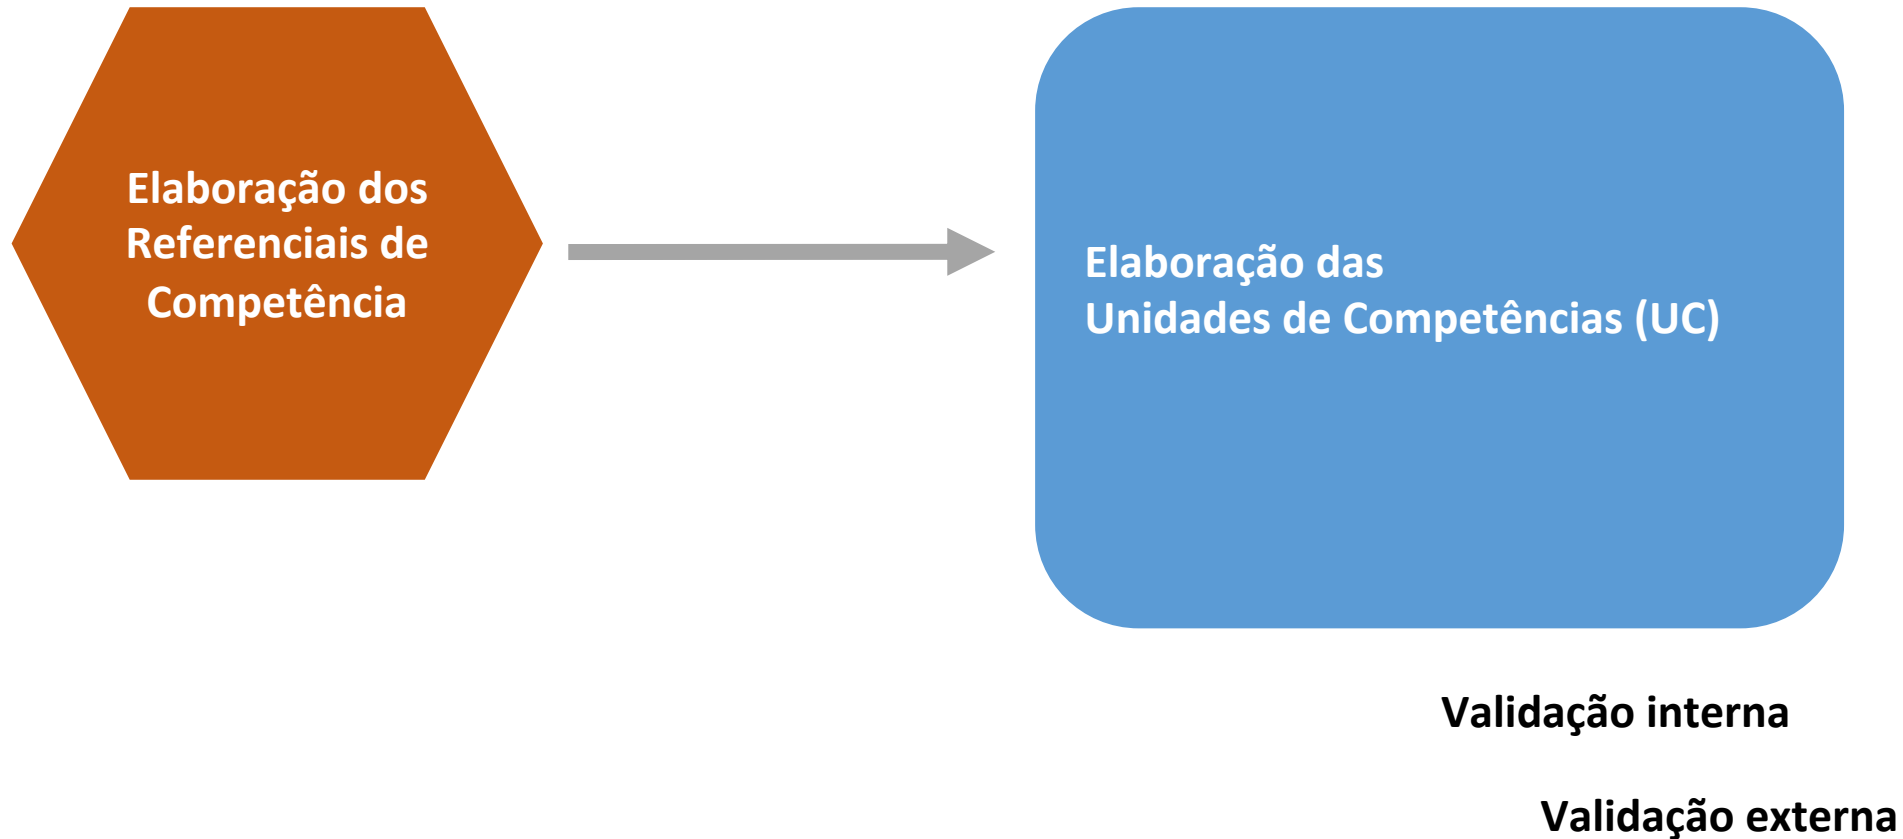 Elaboração dos
Referenciais de
Competência
Elaboração das
Unidades de Competências (UC)
Validação interna
Validação externa